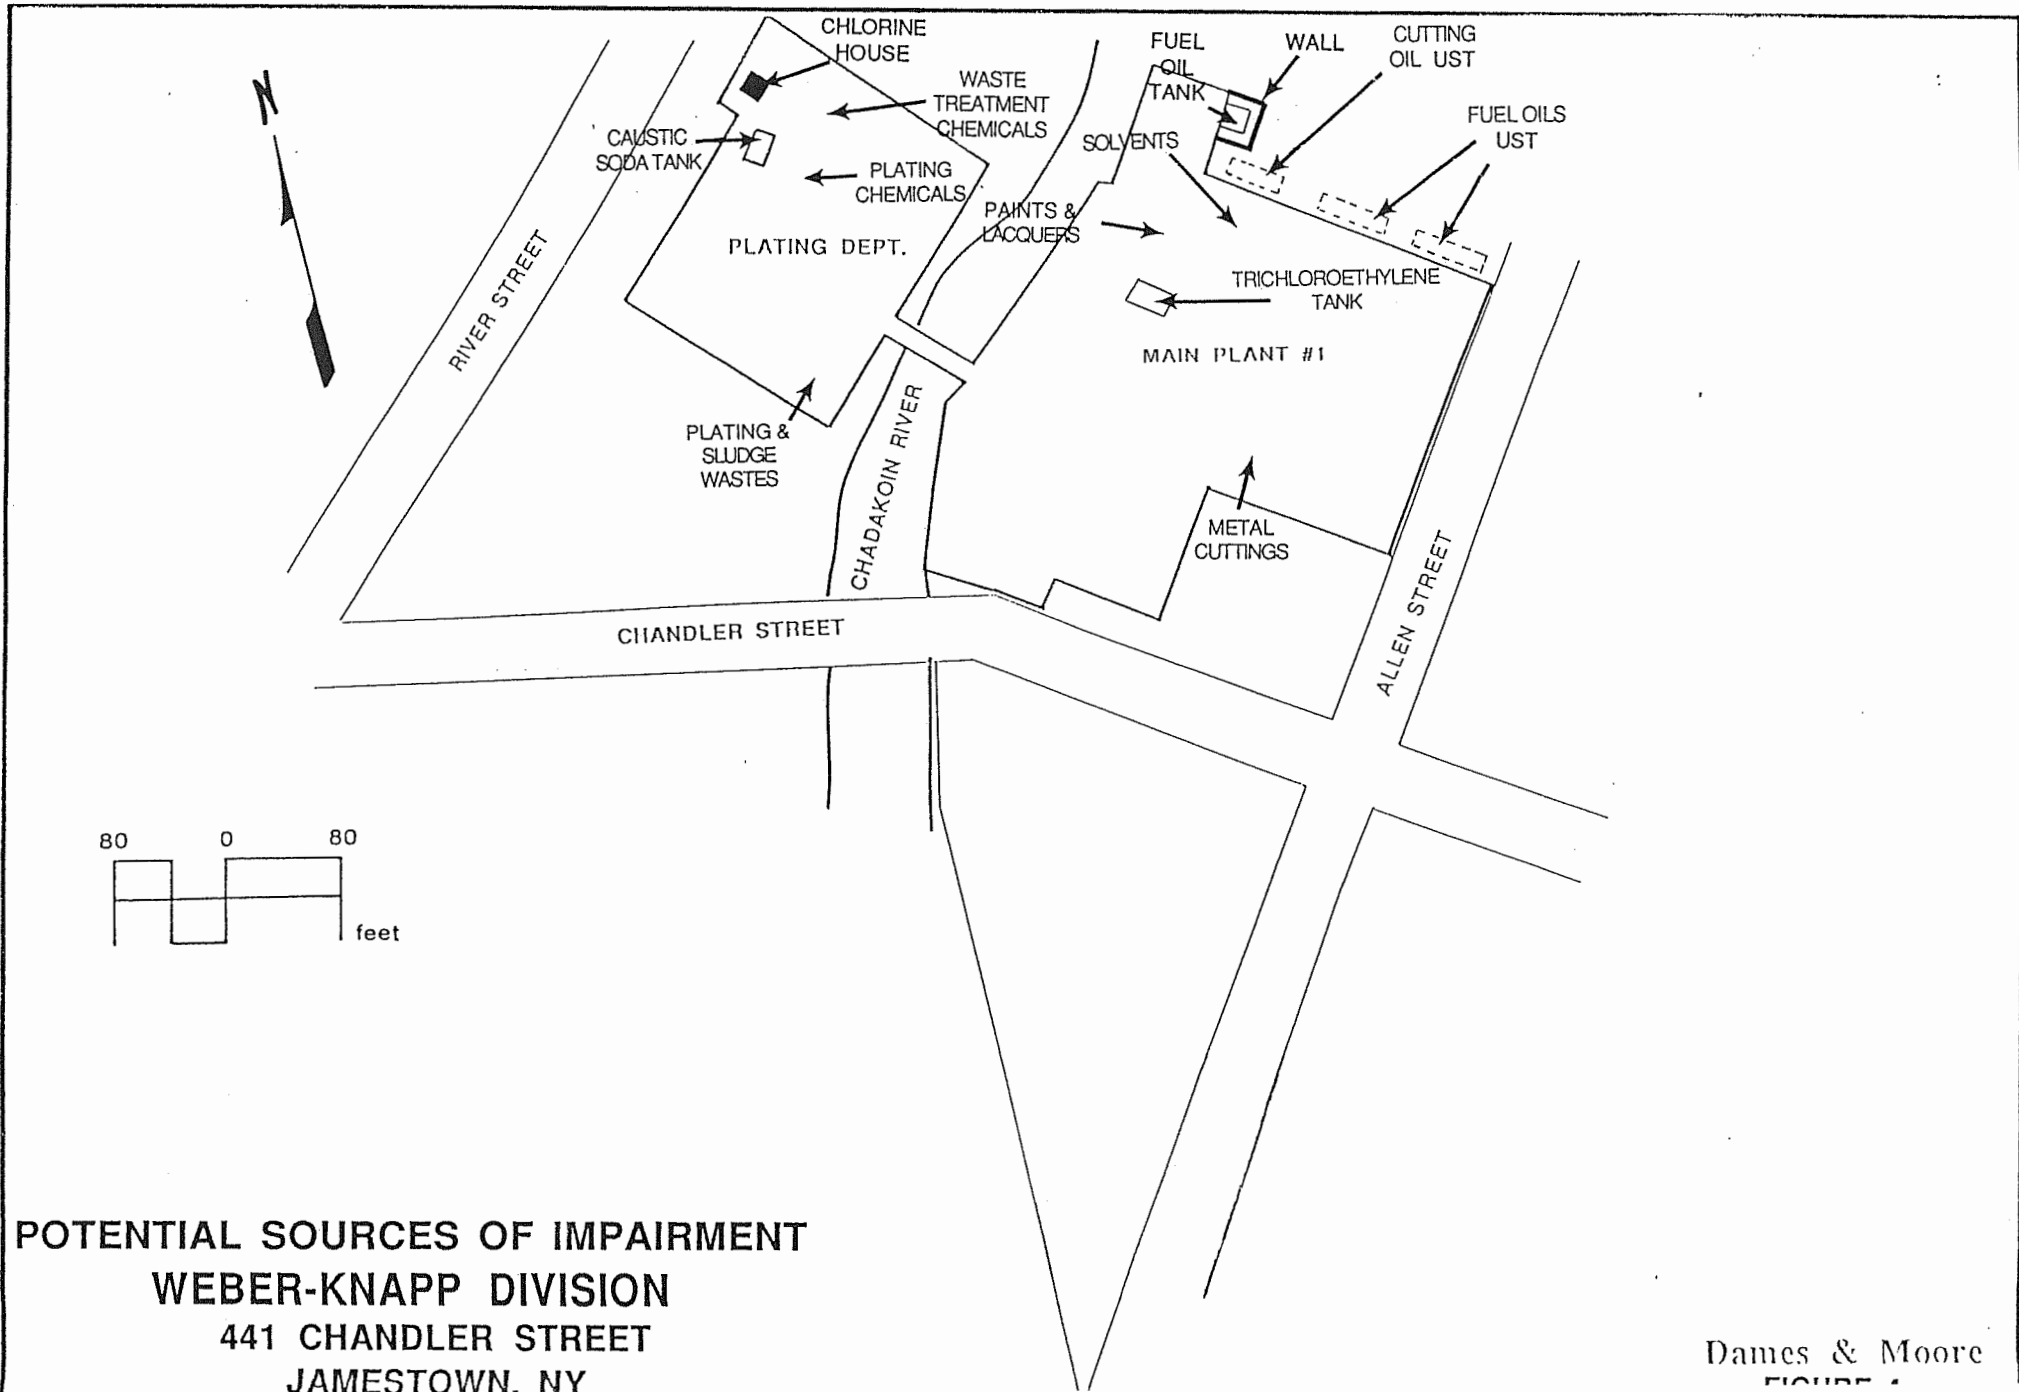 N
CHLORINE
HOUSE
WASTE
TREATMENT
CHEMICALS
CAUSTIC
SODA TANK
PLATING
CHEMICALS
PLATING DEPT.
PLATING &
SLUDGE
WASTES
RIVER STREET
CHADAKOIN RIVER
FUEL
OIL
TANK
WALL
CUTTING
OIL UST
FUEL OILS
UST
SOLVENTS
PAINTS &
LACQUERS
TRICHLOROETHYLENE
TANK
MAIN PLANT #1
METAL
CUTTINGS
CHANDLER STREET
ALLEN STREET
80 0 80
feet
POTENTIAL SOURCES OF IMPAIRMENT
WEBER-KNAPP DIVISION
441 CHANDLER STREET
JAMESTOWN, NY
Dames & Moore
FIGURE